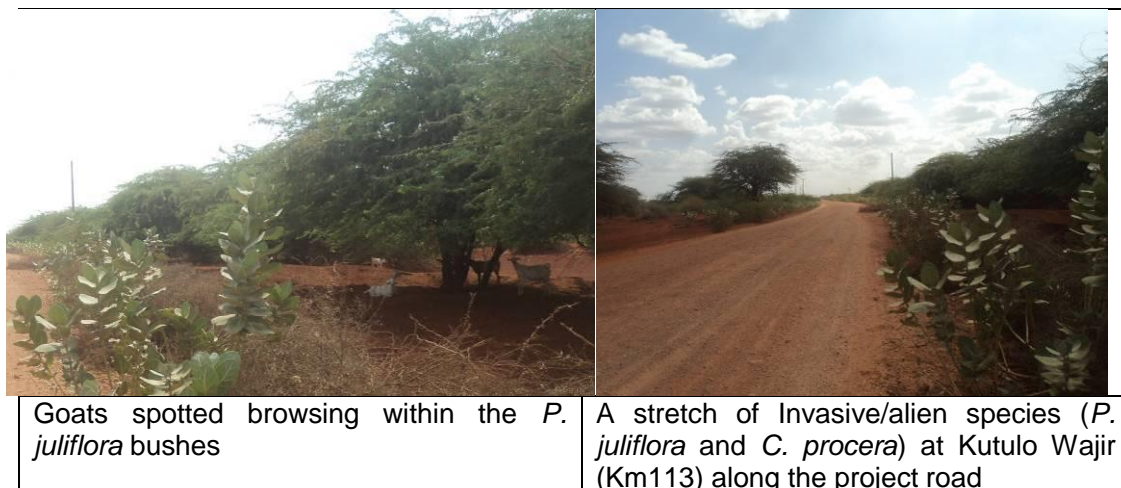 Goats spotted browsing within the P.
juliflora bushes
A stretch of Invasive/alien species (P.
juliflora and C. procera) at Kutulo Wajir
(Km113) along the project road